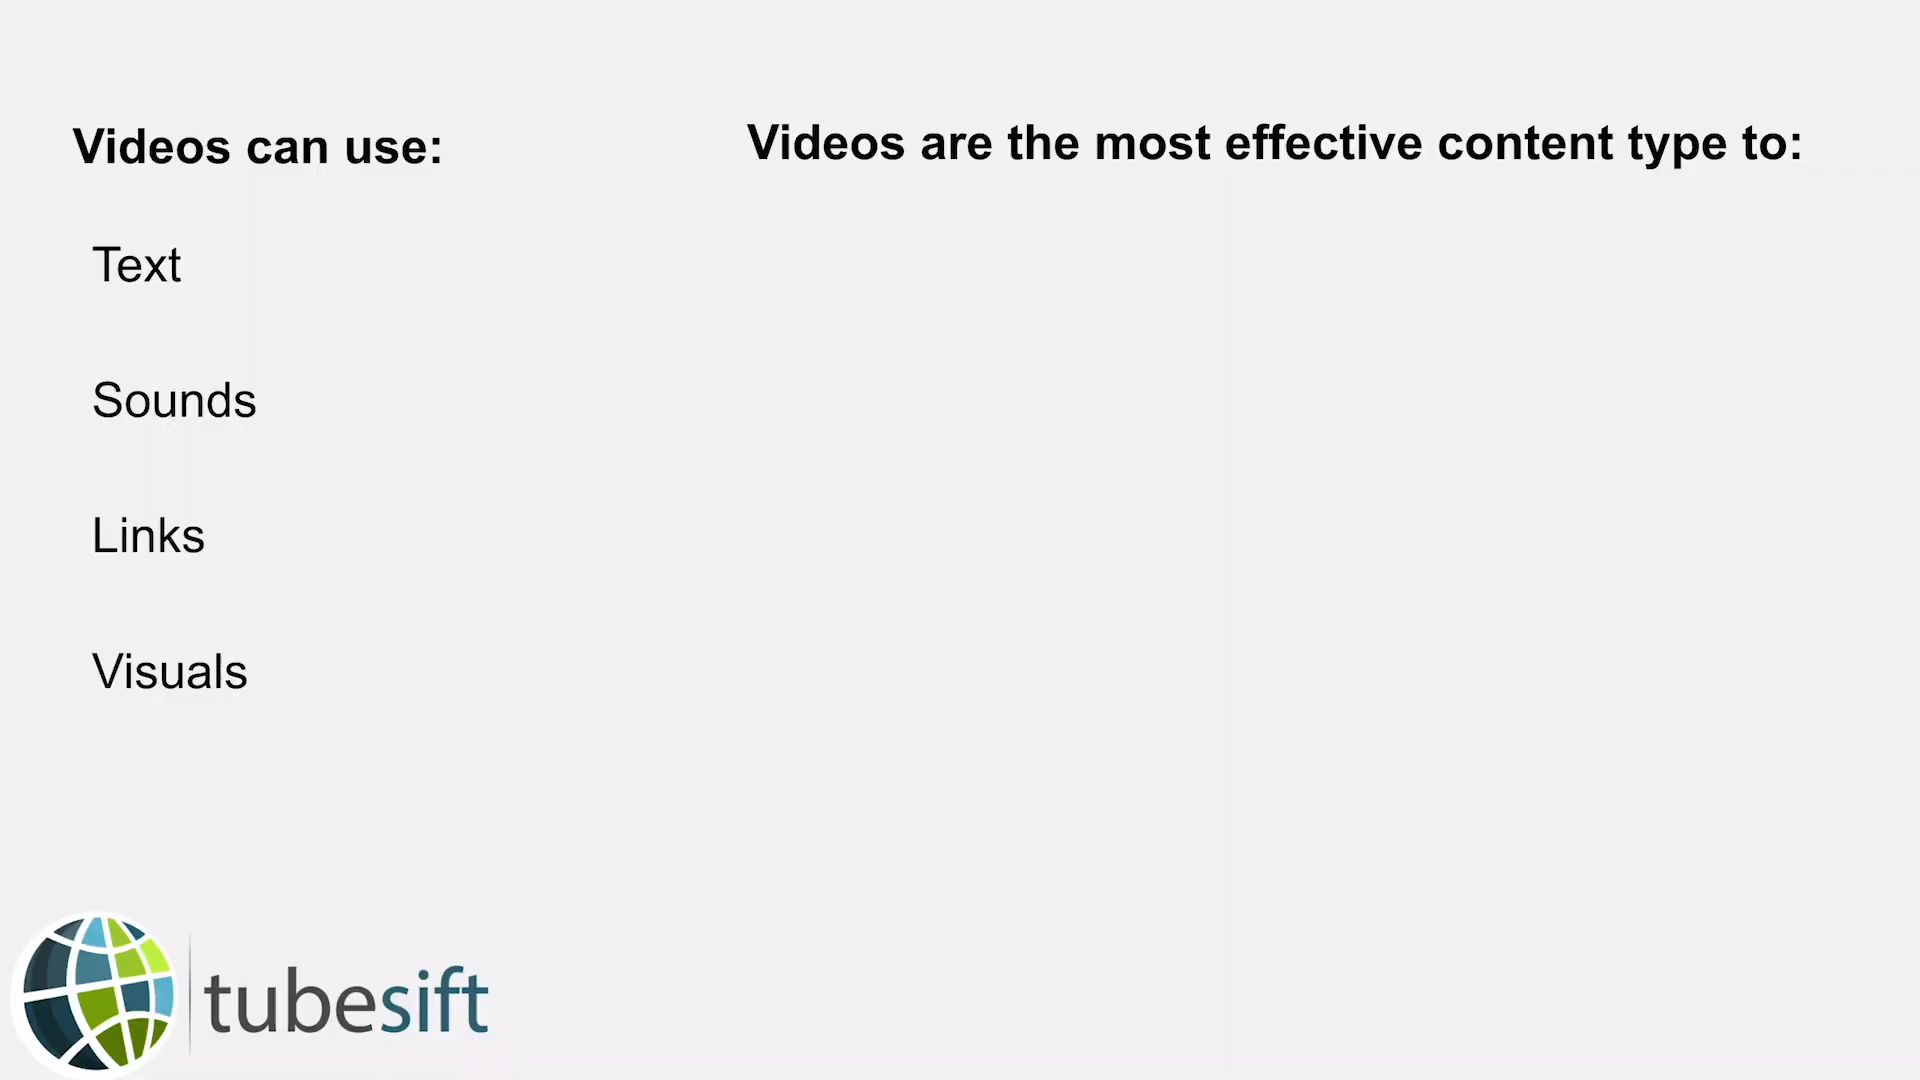 Videos can use:
Text
Sounds
Links
Visuals
Videos are the most effective content type to:
tubesift